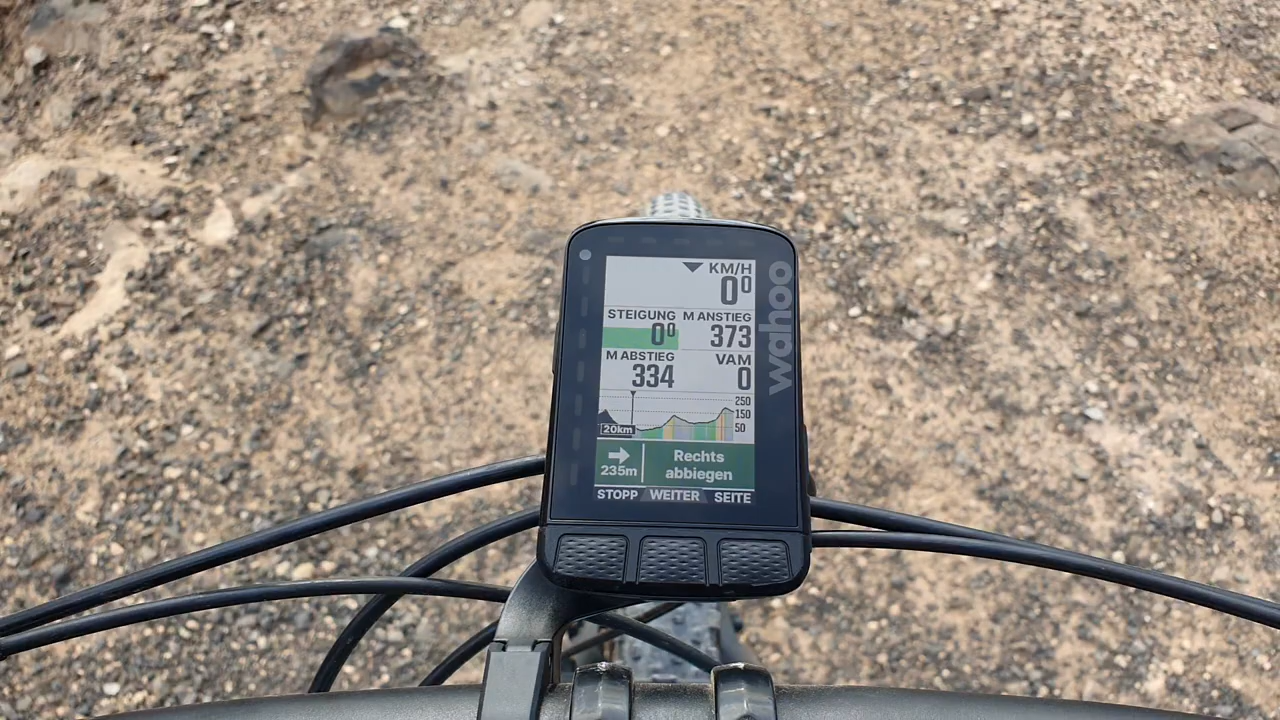 KM/H
0⁰
STEIGUNG
0⁰
M ANSTIEG
373
M ABSTIEG
334
VAM
0
250
150
50
20km
235m
Rechts
abbiegen
STOPP WEITER SEITE
wahoo